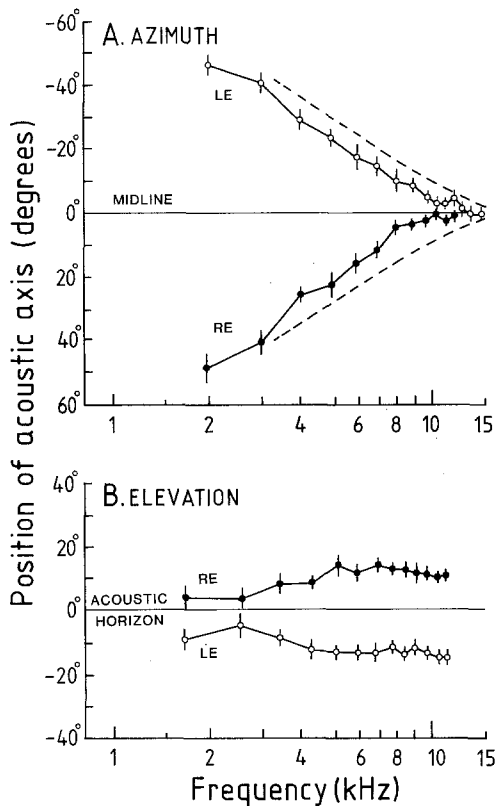 Position of acoustic axis (degrees)
A. AZIMUTH
-60°
-40°
-20°
0°
20°
40°
60°
LE
MIDLINE
RE
1 2 4 6 8 10 15
B. ELEVATION
40°
20°
0°
-20°
-40°
RE
ACOUSTIC
HORIZON
LE
1 2 4 6 8 10 15
Frequency (kHz)